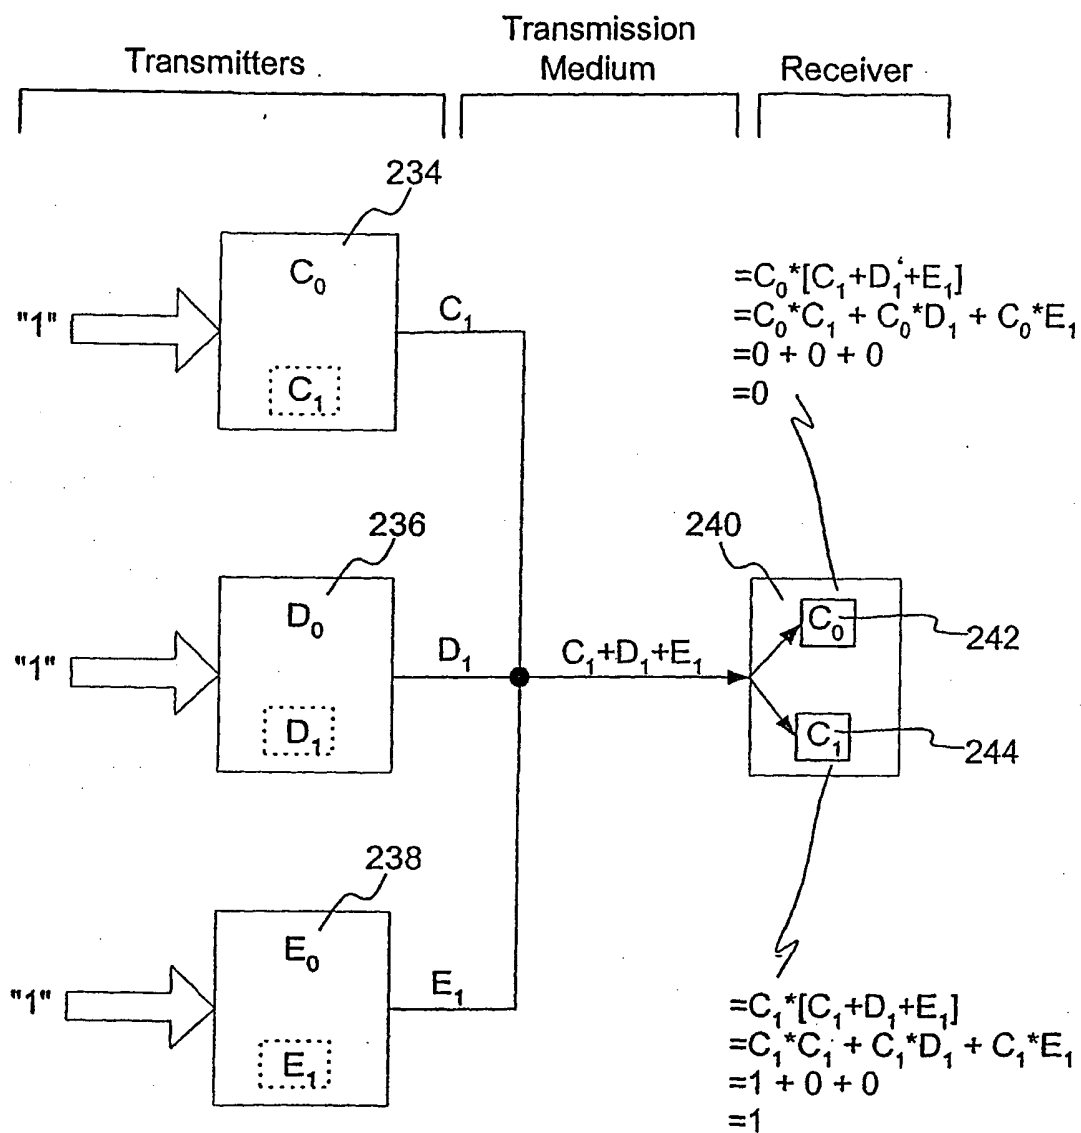 Transmitters
Transmission
Medium
Receiver
234
"1"
C₀
C₁
C₁
=C₀*[C₁+D₁+E₁]
=C₀*C₁ + C₀*D₁ + C₀*E₁
=0 + 0 + 0
=0
236
"1"
D₀
D₁
D₁
C₁+D₁+E₁
240
C₀
242
C₁
244
238
"1"
E₀
E₁
E₁
=C₁*[C₁+D₁+E₁]
=C₁*C₁ + C₁*D₁ + C₁*E₁
=1 + 0 + 0
=1